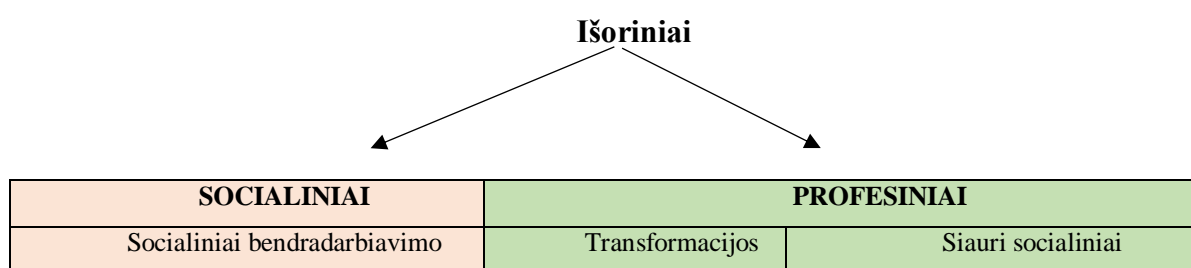 Išoriniai
SOCIALINIAI PROFESINIAI
Socialiniai bendradarbiavimo Transformacijos Siauri socialiniai